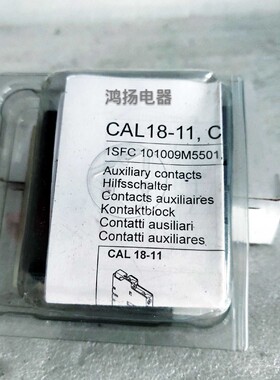 鸿扬电器
CAL18-11, C
1SFC 101009M5501
Auxiliary contacts
Hilfsschalter
Contacts auxiliaires
Kontaktblock
Contatti ausiliari
Contatti auxiliares
CAL 18-11